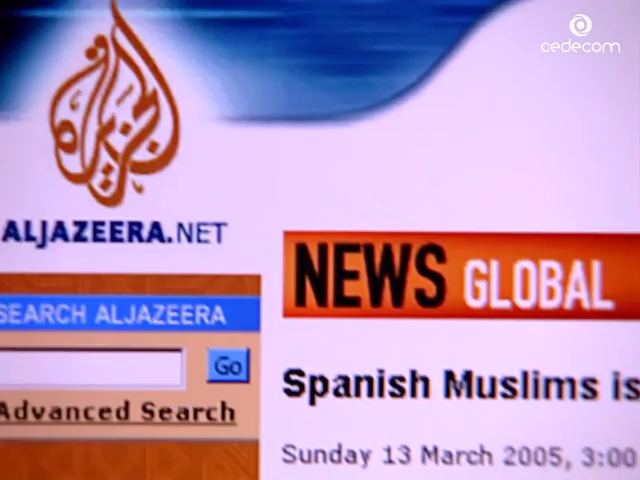 cedecom
الجزيرة
ALJAZEERA.NET
NEWS GLOBAL
SEARCH ALJAZEERA
Go
Spanish Muslims is
Advanced Search
Sunday 13 March 2005, 3:00